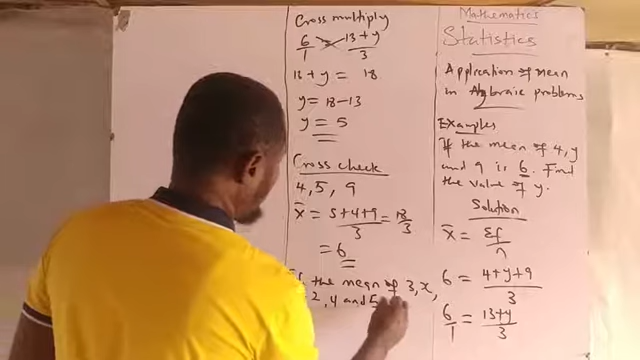 Mathematics
Statistics
Application of mean
in Algebraic problems
Examples
If the mean of 4, y
and 9 is 6. Find
the value of y.
Solution
x̄ = Σf/n
6 = 4+y+9/3
6/1 = 13+y/3
Cross multiply
6/1 = 13+y/3
13+y = 18
y = 18-13
y = 5
Cross check
4, 5, 9
x̄ = 5+4+9/3 = 18/3
= 6
the mean of 3, x,
2, 4 and 5